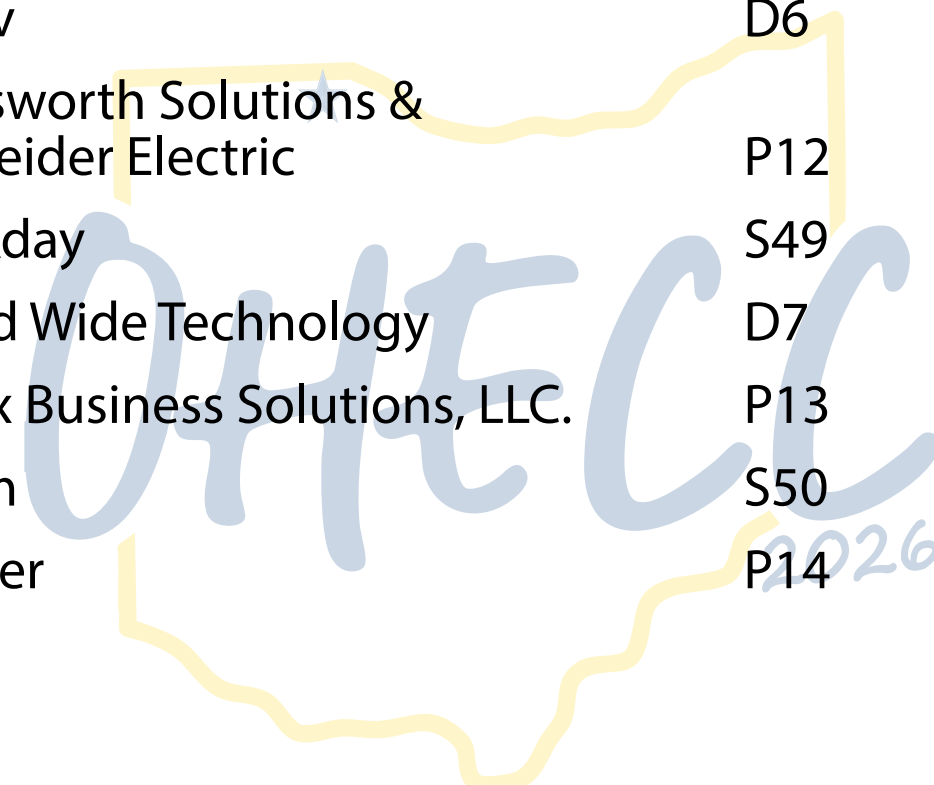 v D6
sworth Solutions &
eider Electric P12
day S49
d Wide Technology D7
x Business Solutions, LLC. P13
n S50
er P14
OHECC
2026